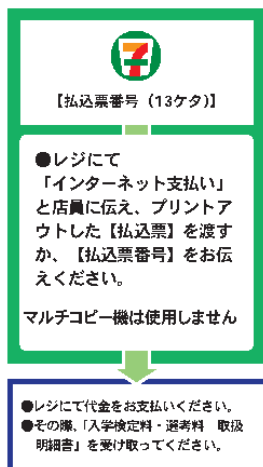 【払込票番号（13ケタ）】
●レジにて
「インターネット支払い」
と店員に伝え、プリントア
ウトした【払込票】を渡す
か、【払込票番号】をお伝
えください。
マルチコピー機は使用しません
●レジにて代金をお支払いください。
●その際、「入学検定料・選考料　取扱
明細書」を受け取ってください。